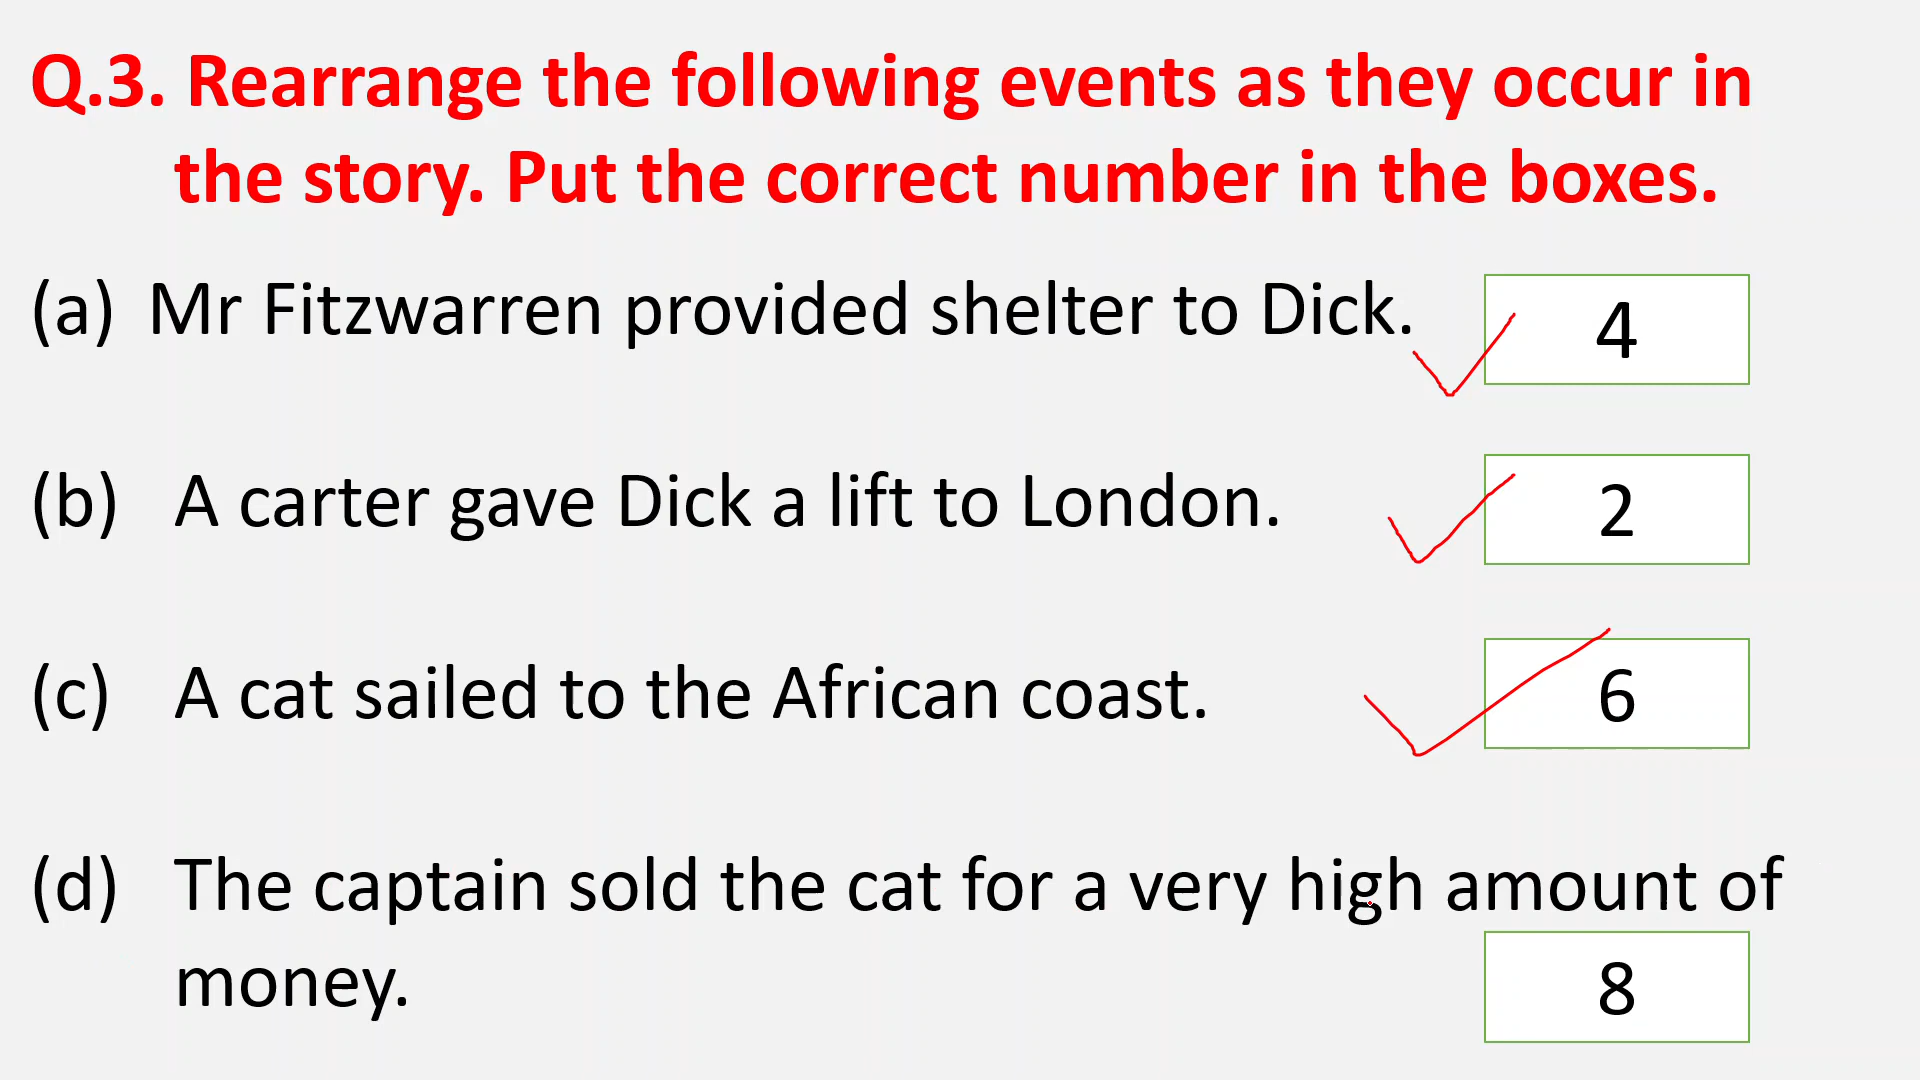 Q.3. Rearrange the following events as they occur in
the story. Put the correct number in the boxes.
(a) Mr Fitzwarren provided shelter to Dick.
4
(b) A carter gave Dick a lift to London.
2
(c) A cat sailed to the African coast.
6
(d) The captain sold the cat for a very high amount of
money.
8